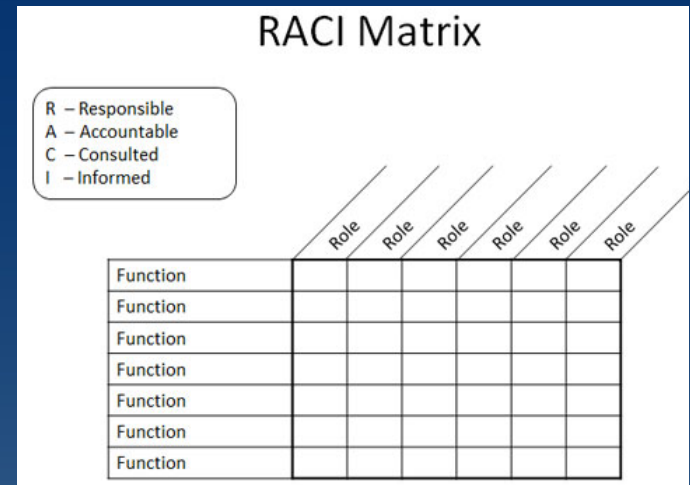 RACI Matrix
R – Responsible
A – Accountable
C – Consulted
I – Informed
Role Role Role Role Role Role
Function
Function
Function
Function
Function
Function
Function